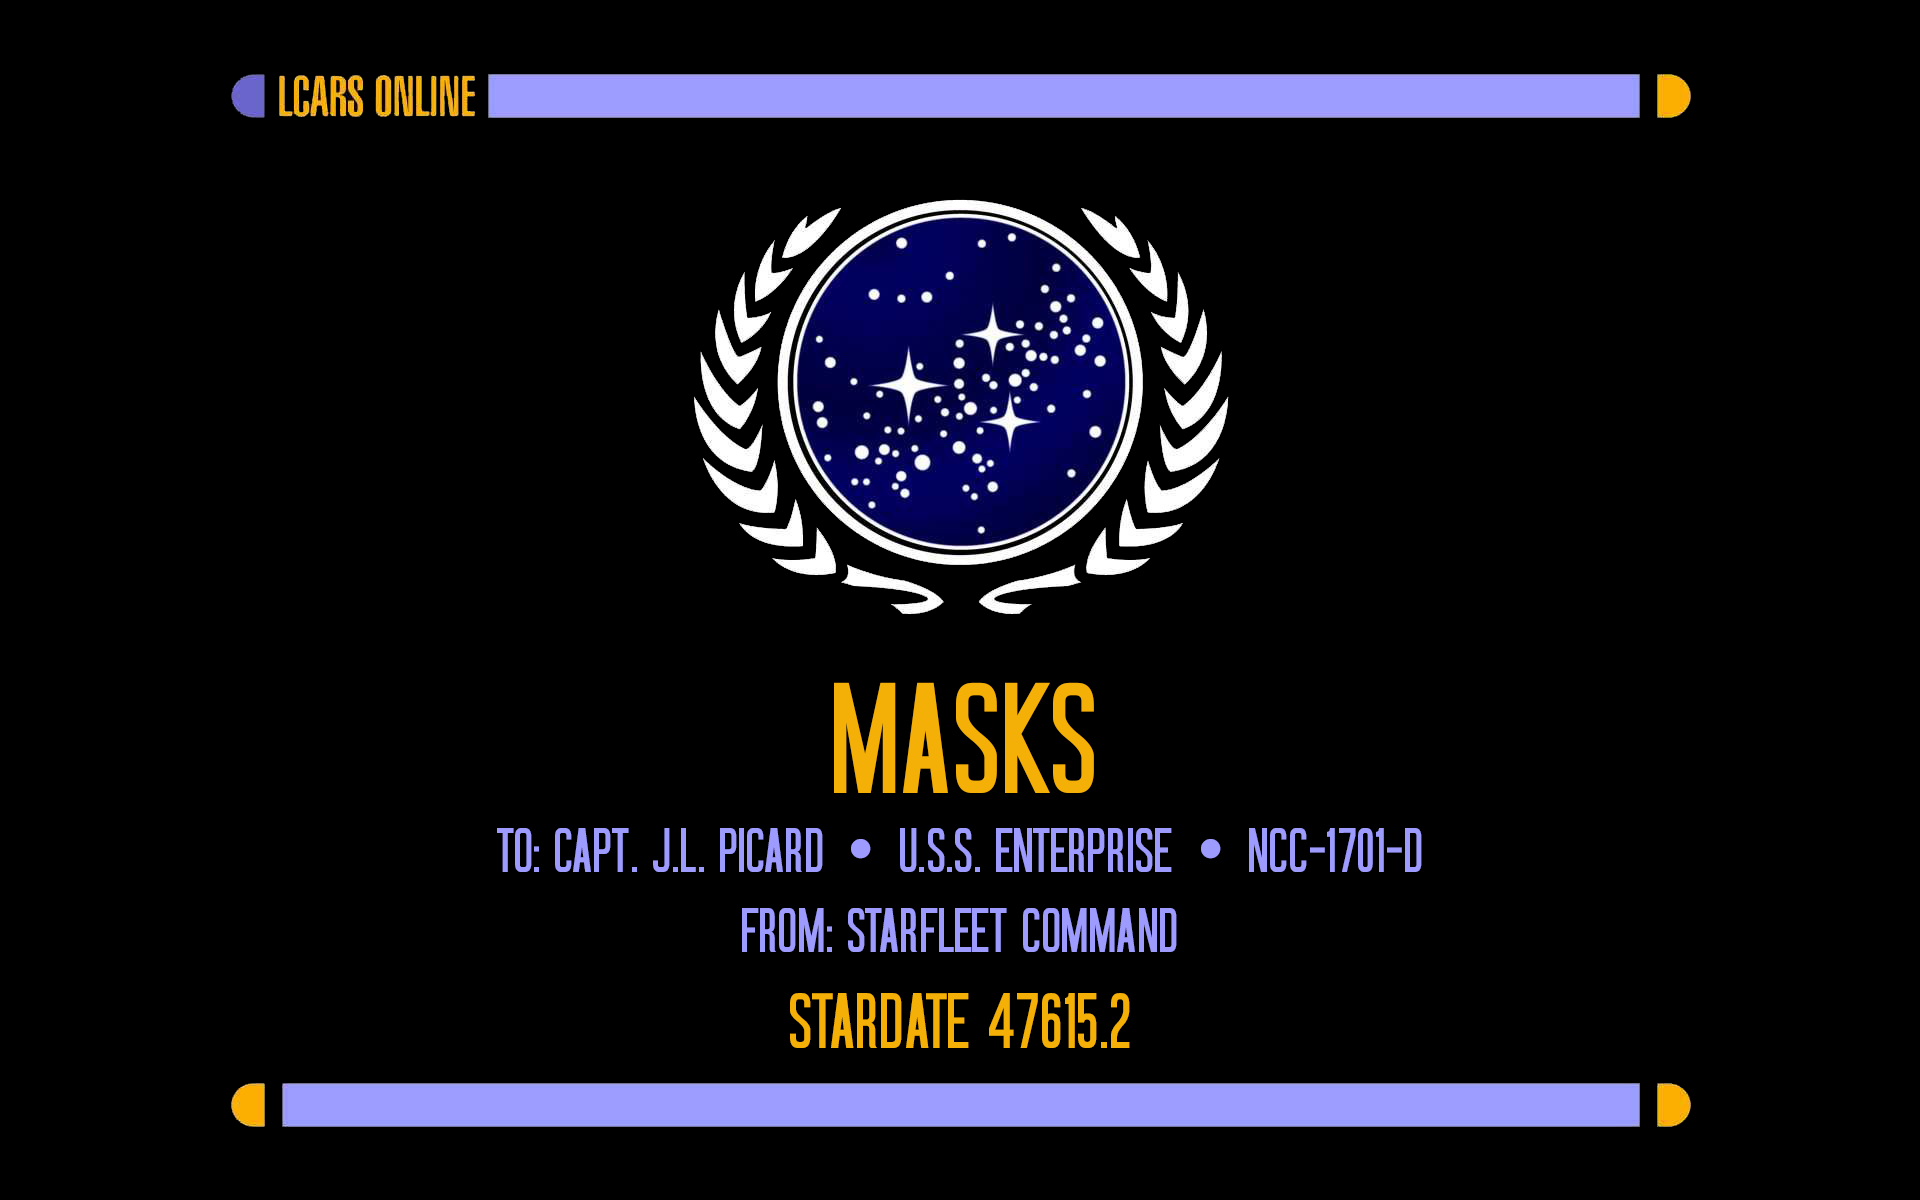 LCARS ONLINE
MASKS
TO: CAPT. J.L. PICARD • U.S.S. ENTERPRISE • NCC-1701-D
FROM: STARFLEET COMMAND
STARDATE 47615.2